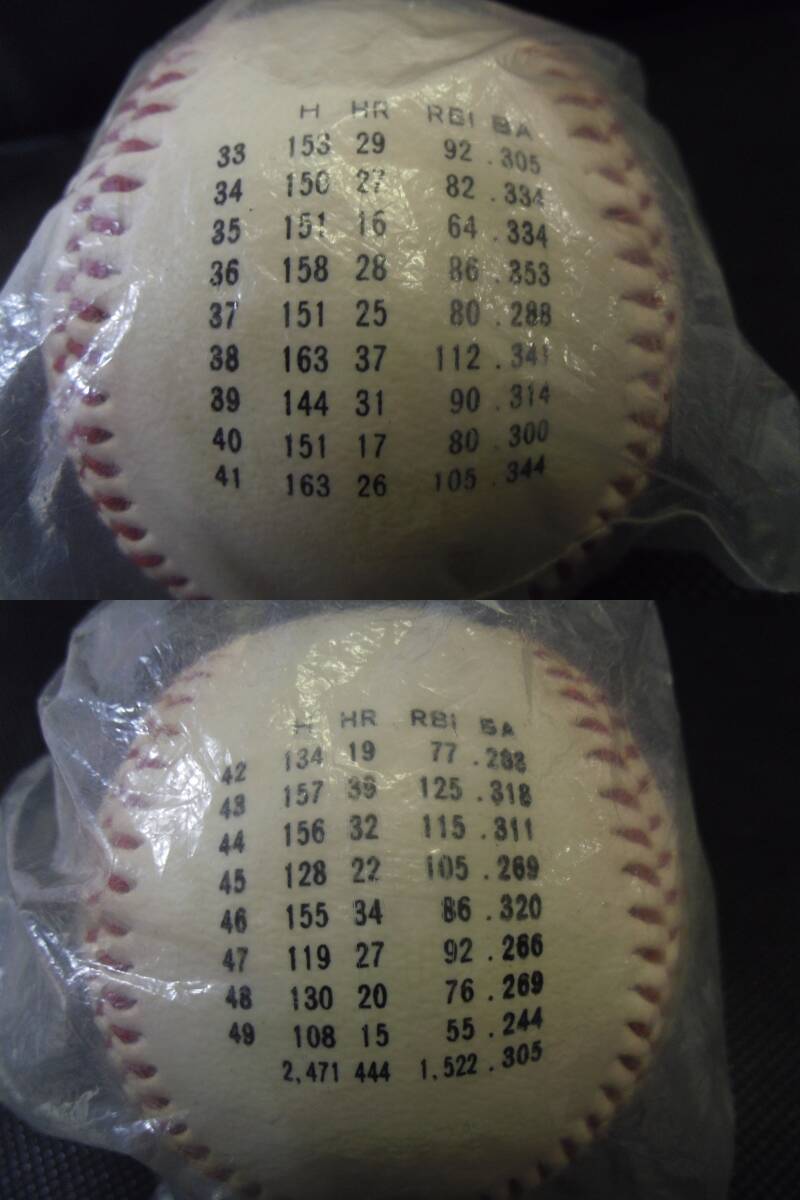 H HR RBI BA
33 153 29 92 .305
34 150 27 82 .334
35 151 16 64 .334
36 158 28 86 .353
37 151 25 80 .288
38 163 37 112 .341
39 144 31 90 .314
40 151 17 80 .300
41 163 26 105 .344
H HR RBI BA
42 134 19 77 .288
43 157 39 125 .318
44 156 32 115 .311
45 128 22 105 .269
46 155 34 86 .320
47 119 27 92 .266
48 130 20 76 .269
49 108 15 55 .244
2,471 444 1,522 .305